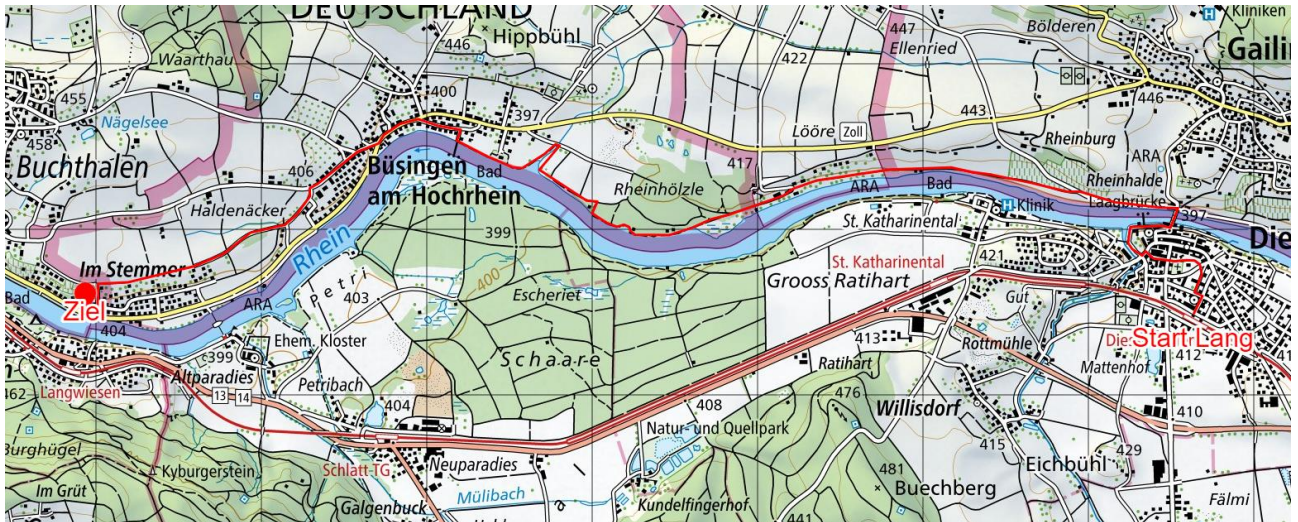 DEUTSCHLAND
Kliniken
Waarthau
446
Hippbühl
447
Ellenried
Bölderen
Gailin
422
455
400
446
Nägelsee
397
Lööre
Zoll
443
458
Rheinburg
Buchthalen
Büsingen
am Hochrhein
Bad
417
ARA
406
Rheinhölzle
ARA
Bad
Rheinhalde
Haldenäcker
Klinik
Laagbrücke
397
St. Katharinental
399
Die
Rhein
Im Stemmer
400
St. Katharinental
421
Petri
Grooss Ratihart
Bad
Ziel
ARA
403
Escheriet
Gut
404
Ehem. Kloster
Schaare
413
Rottmühle
Die:
Start Lang
399
Ratihart
412
41
Altparadies
Petribach
Mattenhof
Langwiesen
13
14
476
462
404
408
Willisdorf
410
Natur- und Quellpark
Burghügel
415
Kyburgerstein
Schlatt TG
Neuparadies
429
Eichbühl
481
Im Grüt
Mülibach
Buechberg
Galgenbuck
Kundelfingerhof
Fälmi
441